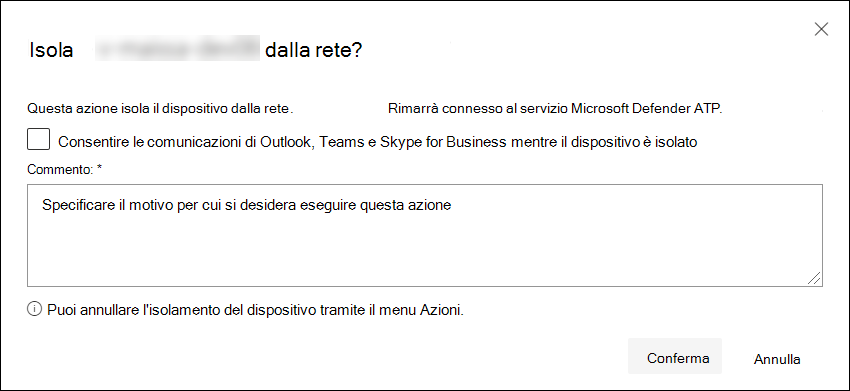 Isola dalla rete?
Questa azione isola il dispositivo dalla rete. Rimarrà connesso al servizio Microsoft Defender ATP.
Consentire le comunicazioni di Outlook, Teams e Skype for Business mentre il dispositivo è isolato
Commento: *
Specificare il motivo per cui si desidera eseguire questa azione
Puoi annullare l'isolamento del dispositivo tramite il menu Azioni.
Conferma Annulla